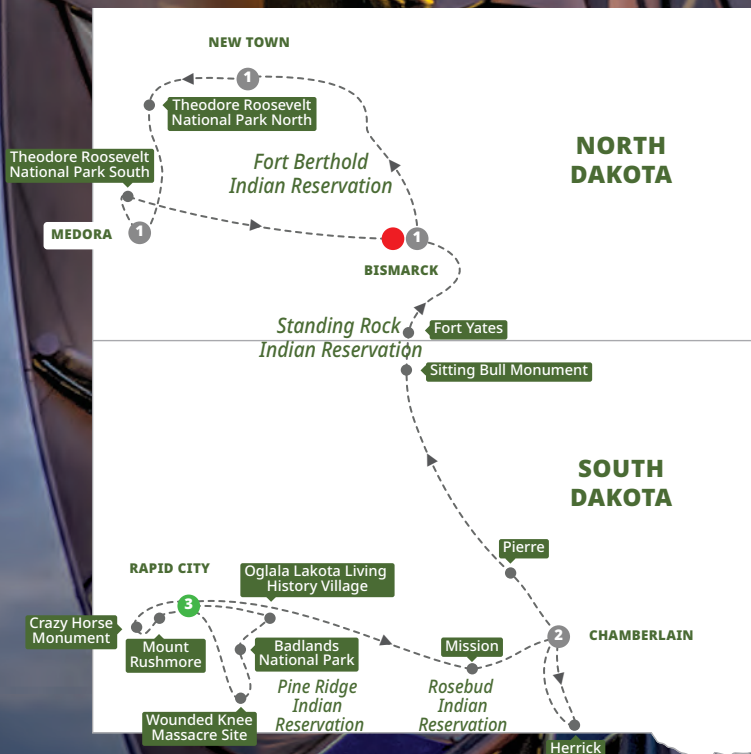 NEW TOWN
1
Theodore Roosevelt
National Park North
NORTH
DAKOTA
Theodore Roosevelt
National Park South
Fort Berthold
Indian Reservation
MEDORA
1
1
BISMARCK
Standing Rock
Indian Reservation
Fort Yates
Sitting Bull Monument
SOUTH
DAKOTA
Pierre
RAPID CITY
Oglala Lakota Living
History Village
3
Crazy Horse
Monument
Mount
Rushmore
Badlands
National Park
Mission
2
CHAMBERLAIN
Pine Ridge
Indian
Reservation
Rosebud
Indian
Reservation
Wounded Knee
Massacre Site
Herrick